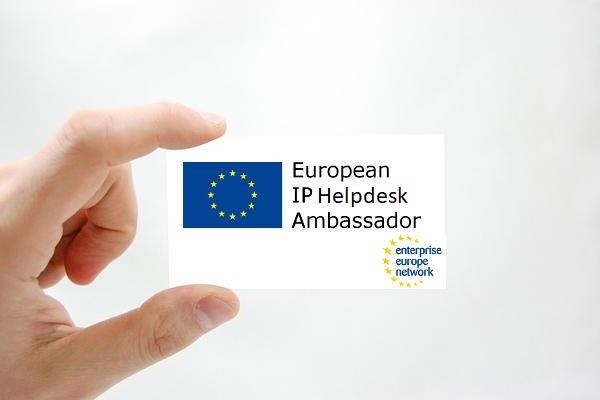 European
IP Helpdesk
Ambassador
enterprise
europe
network